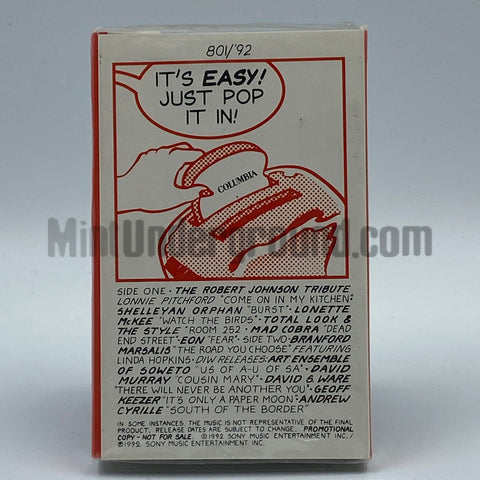 801/'92
IT'S EASY!
JUST POP
IT IN!
COLUMBIA
MintUnderground.com
SIDE ONE • THE ROBERT JOHNSON TRIBUTE
LONNIE PITCHFORD "COME ON IN MY KITCHEN"•
SHELLEYAN ORPHAN "BURST" • LONETTE
McKEE "WATCH THE BIRDS" • TOTAL LOOK &
THE STYLE "ROOM 252" • MAD COBRA "DEAD
END STREET" • EON "FEAR" • SIDE TWO: BRANFORD
MARSALIS "THE ROAD YOU CHOOSE" FEATURING
LINDA HOPKINS • DIW RELEASES: ART ENSEMBLE
OF SOWETO "US OF A-U OF SA" • DAVID
MURRAY "COUSIN MARY" • DAVID S. WARE
"THERE WILL NEVER BE ANOTHER YOU" • GEOFF
KEEZER "IT'S ONLY A PAPER MOON" • ANDREW
CYRILLE "SOUTH OF THE BORDER"
IN SOME INSTANCES, THE MUSIC IS NOT REPRESENTATIVE OF THE FINAL
PRODUCT. RELEASE DATES ARE SUBJECT TO CHANGE. PROMOTIONAL
COPY - NOT FOR SALE. © 1992 SONY MUSIC ENTERTAINMENT INC./
℗ 1992 SONY MUSIC ENTERTAINMENT INC.